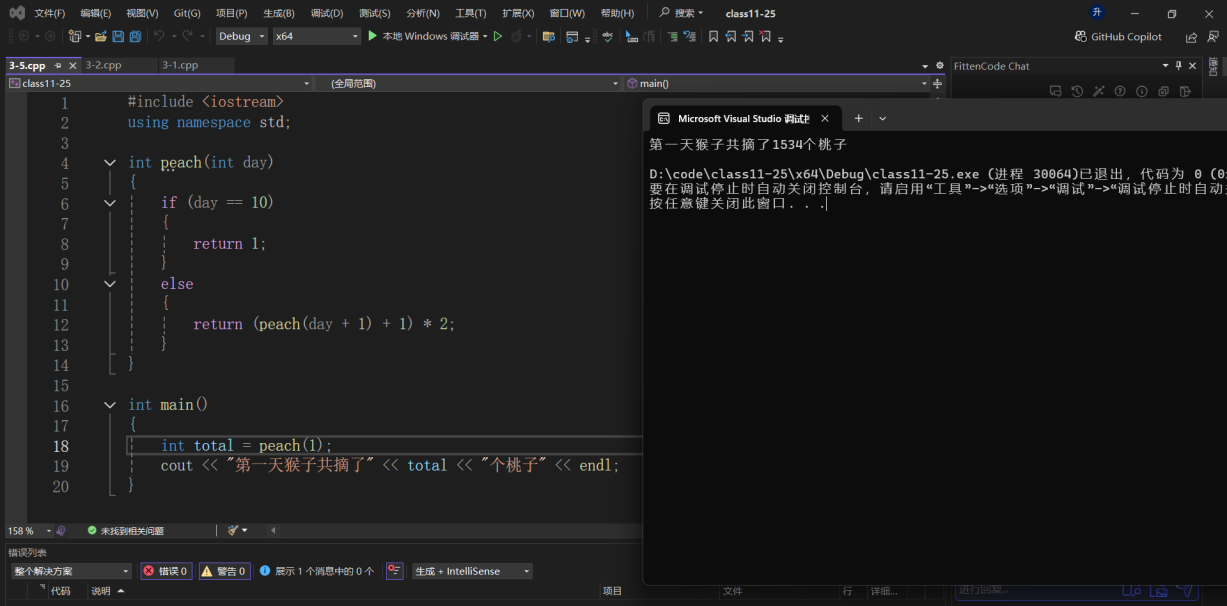 文件(F) 编辑(E) 视图(V) Git(G) 项目(P) 生成(B) 调试(D) 测试(S) 分析(N) 工具(T) 扩展(X) 窗口(W) 帮助(H) 搜索 class11-25 升
Debug x64 本地 Windows 调试器 GitHub Copilot
3-5.cpp 3-2.cpp 3-1.cpp FittenCode Chat
class11-25 (全局范围) main()
1 #include <iostream>
2 using namespace std;
3
4 int peach(int day)
5 {
6 if (day == 10)
7 {
8 return 1;
9 }
10 else
11 {
12 return (peach(day + 1) + 1) * 2;
13 }
14 }
15
16 int main()
17 {
18 int total = peach(1);
19 cout << "第一天猴子共摘了" << total << "个桃子" << endl;
20 }
Microsoft Visual Studio 调试
第一天猴子共摘了1534个桃子
D:\code\class11-25\x64\Debug\class11-25.exe (进程 30064)已退出，代码为 0 (0
要在调试停止时自动关闭控制台，请启用“工具”->“选项”->“调试”->“调试停止时自动
按任意键关闭此窗口. . .
158 % 未找到相关问题
错误列表
整个解决方案 错误 0 警告 0 展示 1 个消息中的 0 个 生成 + IntelliSense
代码 说明 项目 文件 行 详细...
进行回复...